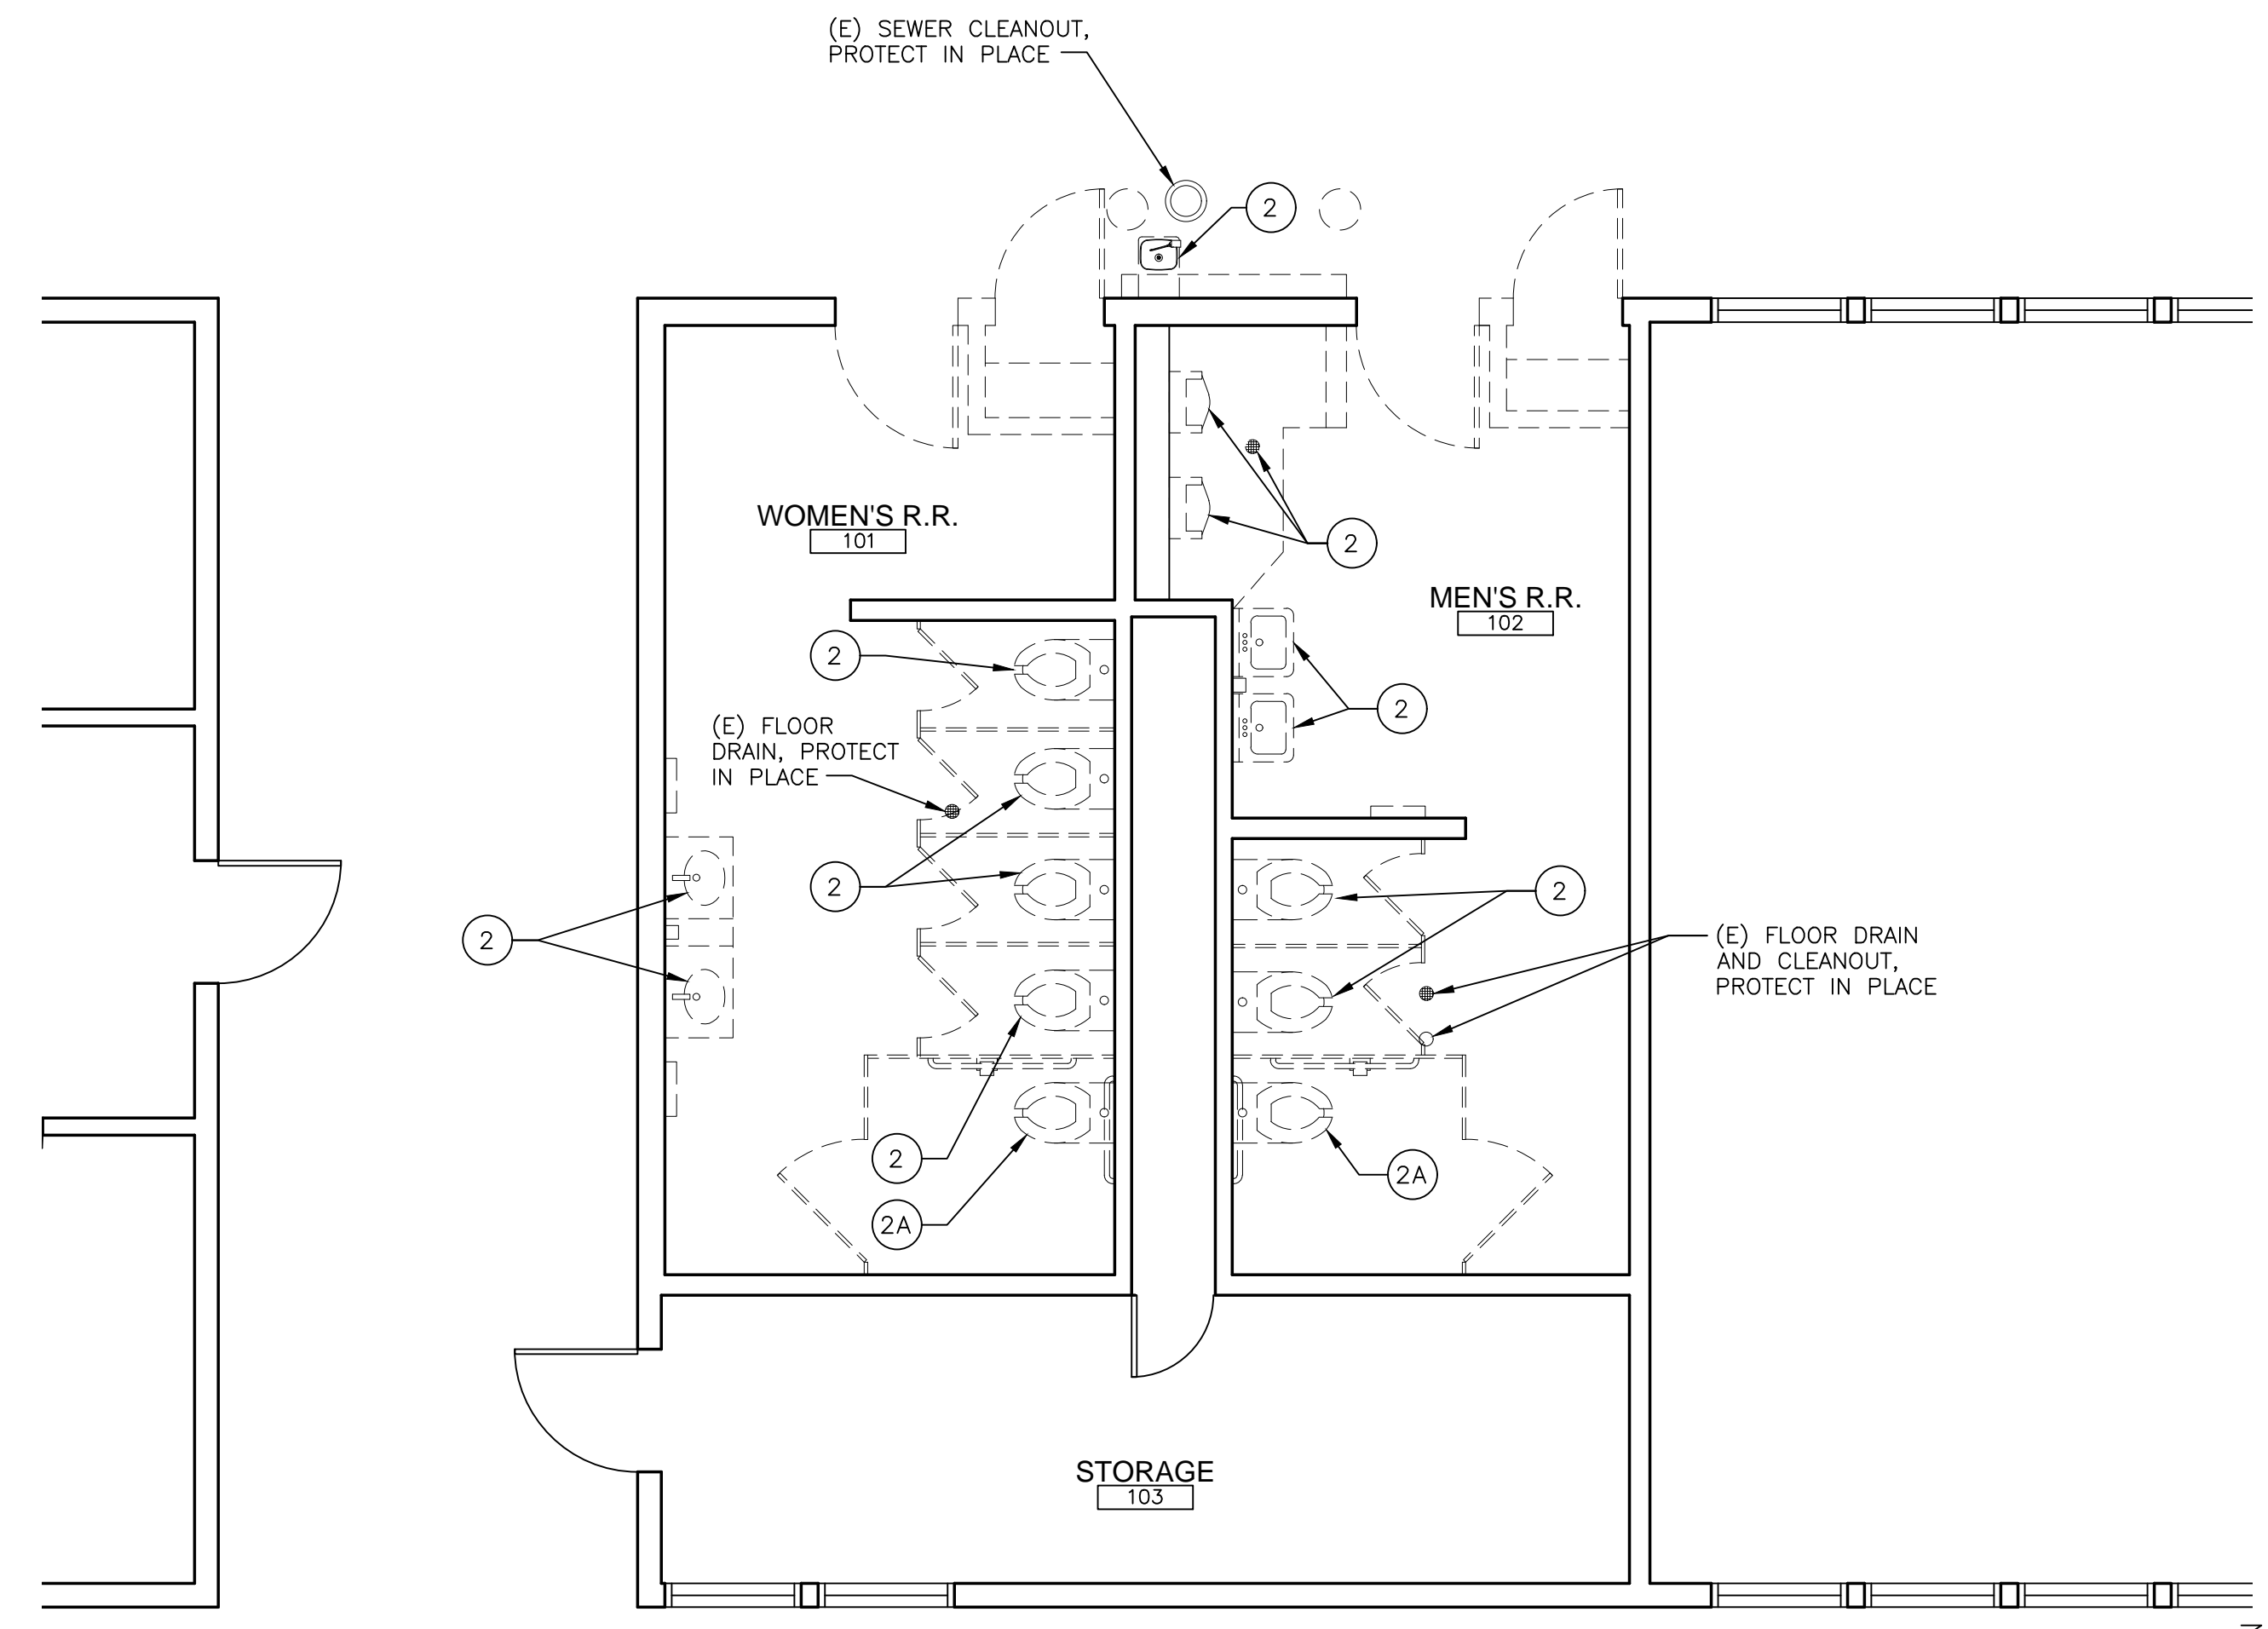 (E) SEWER CLEANOUT,
PROTECT IN PLACE
2
WOMEN'S R.R.
101
2
MEN'S R.R.
102
2
2
(E) FLOOR
DRAIN, PROTECT
IN PLACE
2
2
2
(E) FLOOR DRAIN
AND CLEANOUT,
PROTECT IN PLACE
2
2A
2A
STORAGE
103